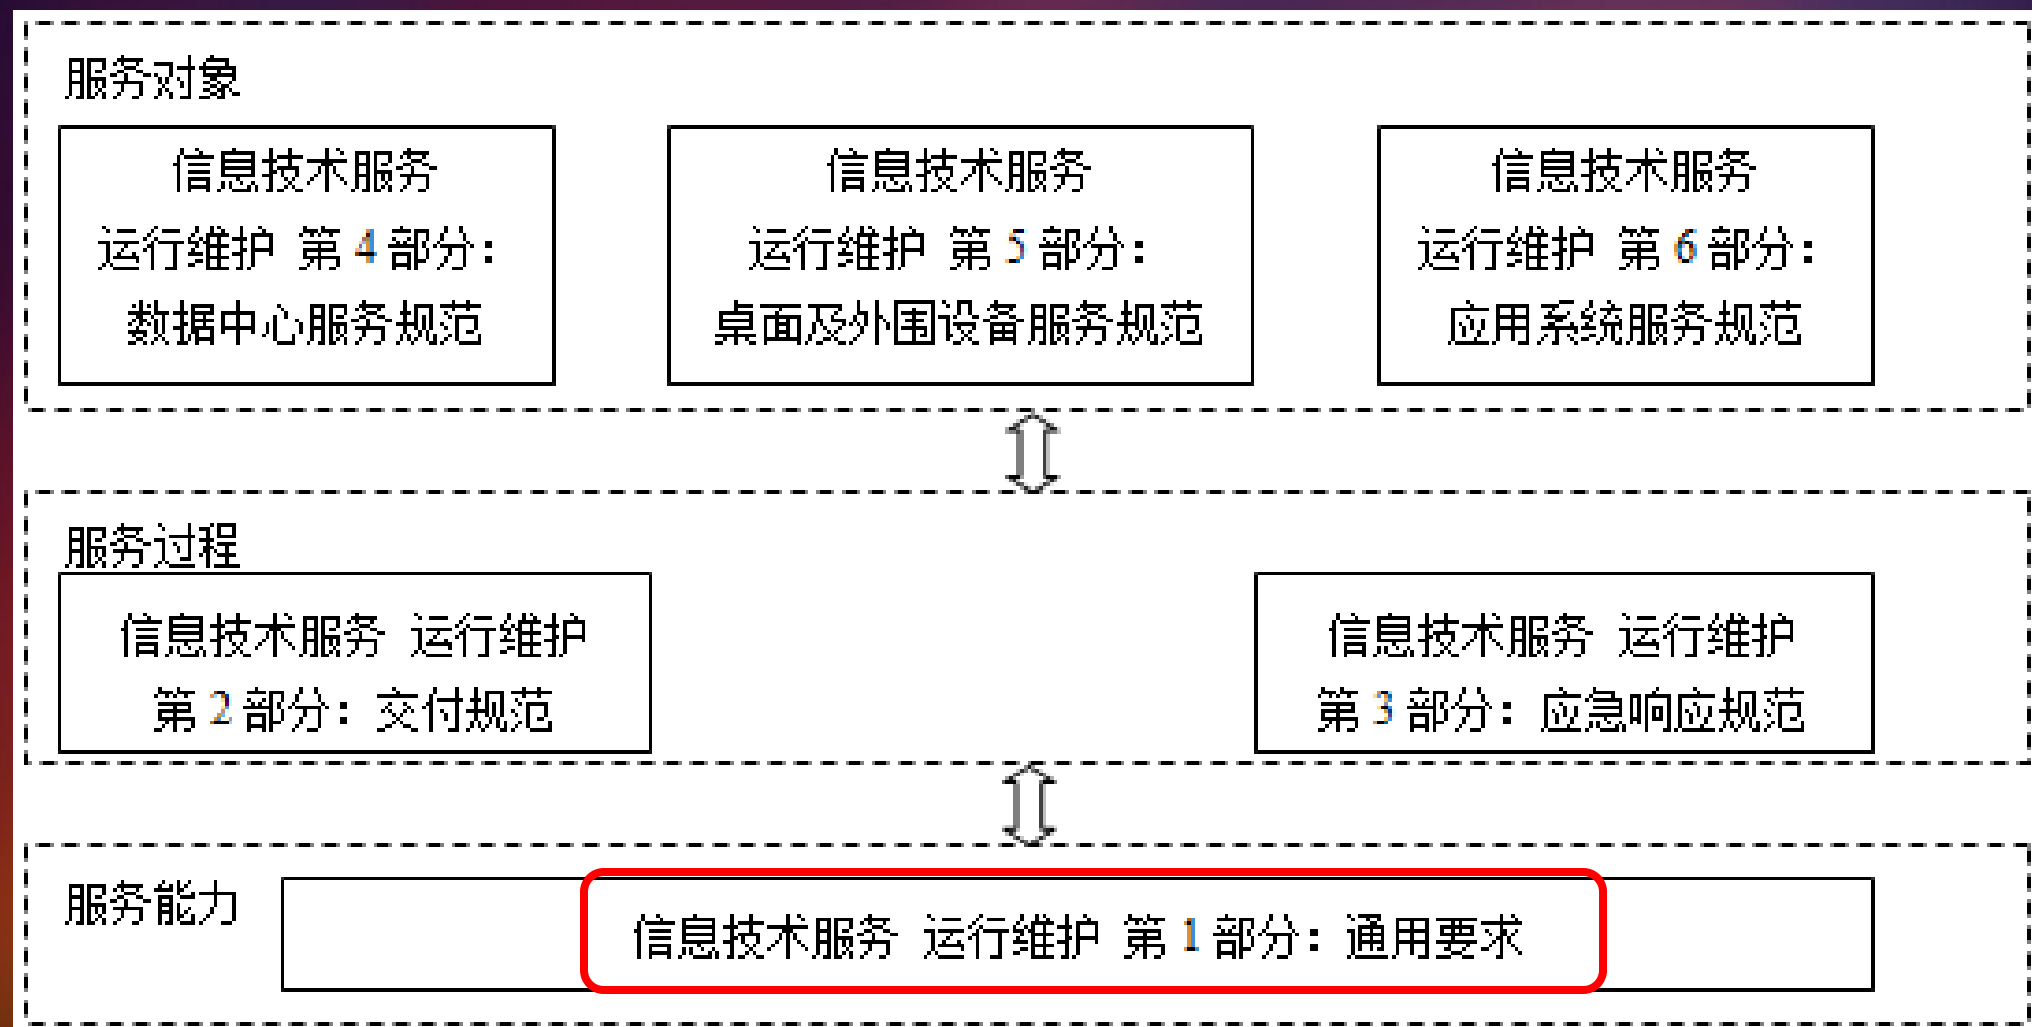 服务对象
信息技术服务
运行维护 第 4 部分：
数据中心服务规范
信息技术服务
运行维护 第 5 部分：
桌面及外围设备服务规范
信息技术服务
运行维护 第 6 部分：
应用系统服务规范
服务过程
信息技术服务 运行维护
第 2 部分：交付规范
信息技术服务 运行维护
第 3 部分：应急响应规范
服务能力
信息技术服务 运行维护 第 1 部分：通用要求